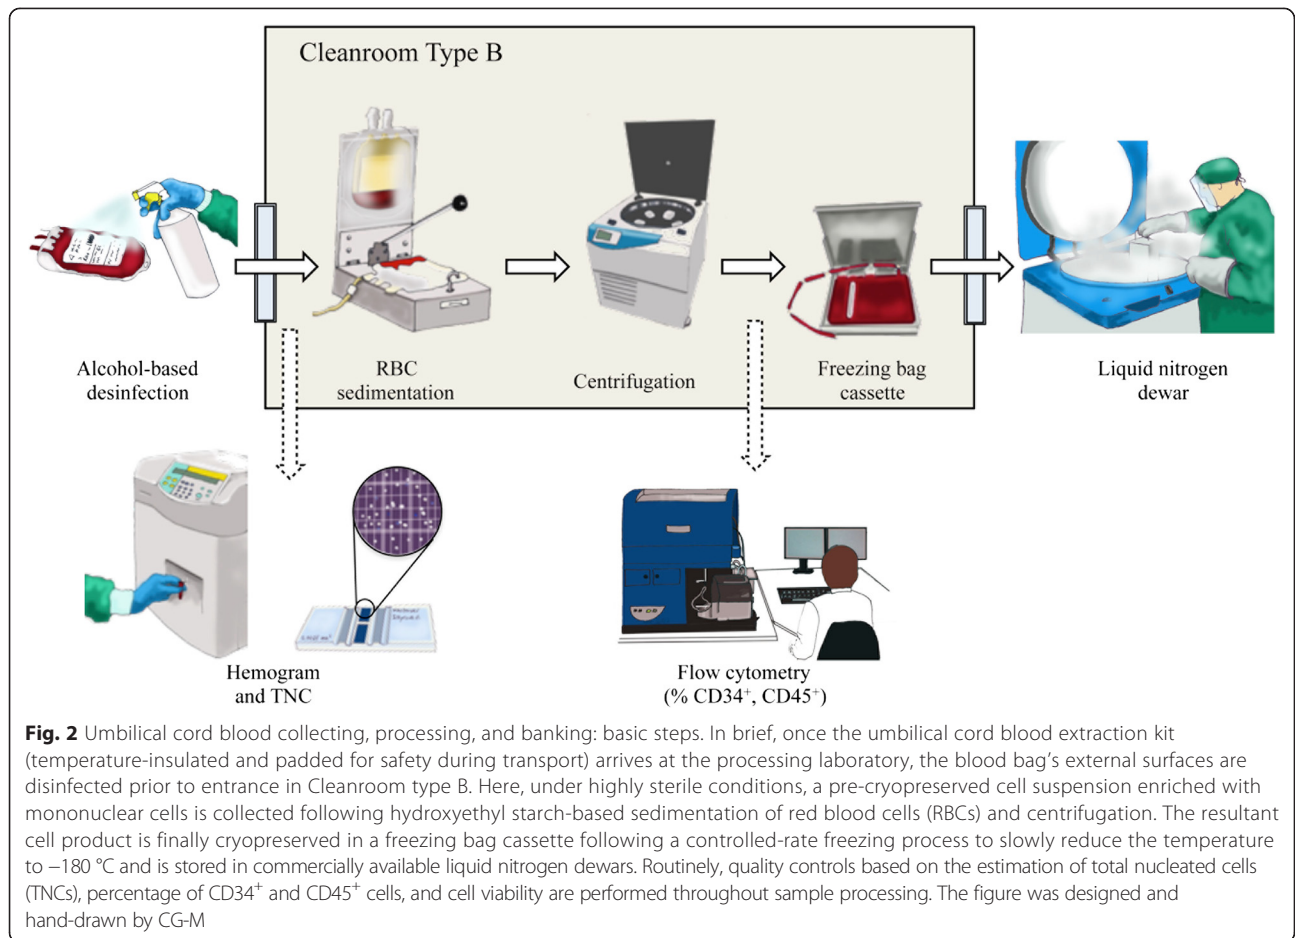 Cleanroom Type B
Alcohol-based
desinfection
RBC
sedimentation
Centrifugation
Freezing bag
cassette
Liquid nitrogen
dewar
Hemogram
and TNC
Flow cytometry
(% CD34⁺, CD45⁺)
Fig. 2 Umbilical cord blood collecting, processing, and banking: basic steps. In brief, once the umbilical cord blood extraction kit
(temperature-insulated and padded for safety during transport) arrives at the processing laboratory, the blood bag's external surfaces are
disinfected prior to entrance in Cleanroom type B. Here, under highly sterile conditions, a pre-cryopreserved cell suspension enriched with
mononuclear cells is collected following hydroxyethyl starch-based sedimentation of red blood cells (RBCs) and centrifugation. The resultant
cell product is finally cryopreserved in a freezing bag cassette following a controlled-rate freezing process to slowly reduce the temperature
to −180 °C and is stored in commercially available liquid nitrogen dewars. Routinely, quality controls based on the estimation of total nucleated cells
(TNCs), percentage of CD34⁺ and CD45⁺ cells, and cell viability are performed throughout sample processing. The figure was designed and
hand-drawn by CG-M